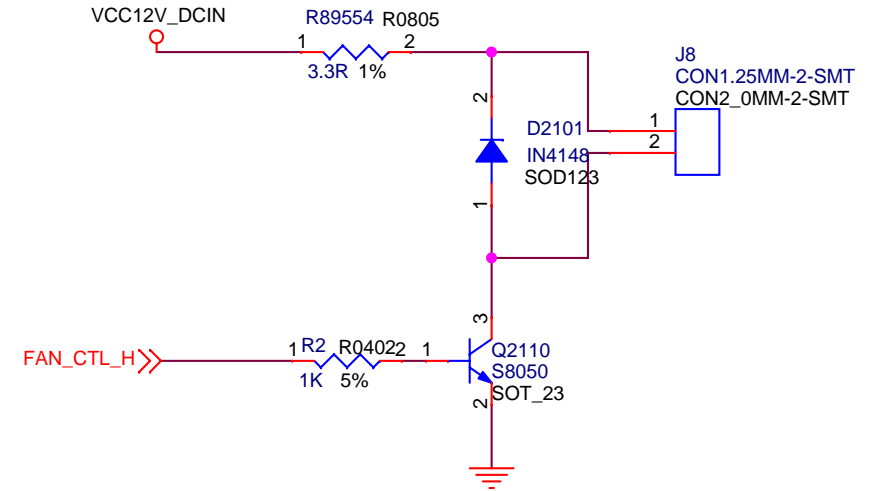 VCC12V_DCIN
R89554 R0805
1 2
3.3R 1%
J8
CON1.25MM-2-SMT
CON2_0MM-2-SMT
1
2
2
D2101
IN4148
SOD123
1
3
FAN_CTL_H
1 R2 R0402 2 1
1K 5%
Q2110
S8050
SOT_23
2